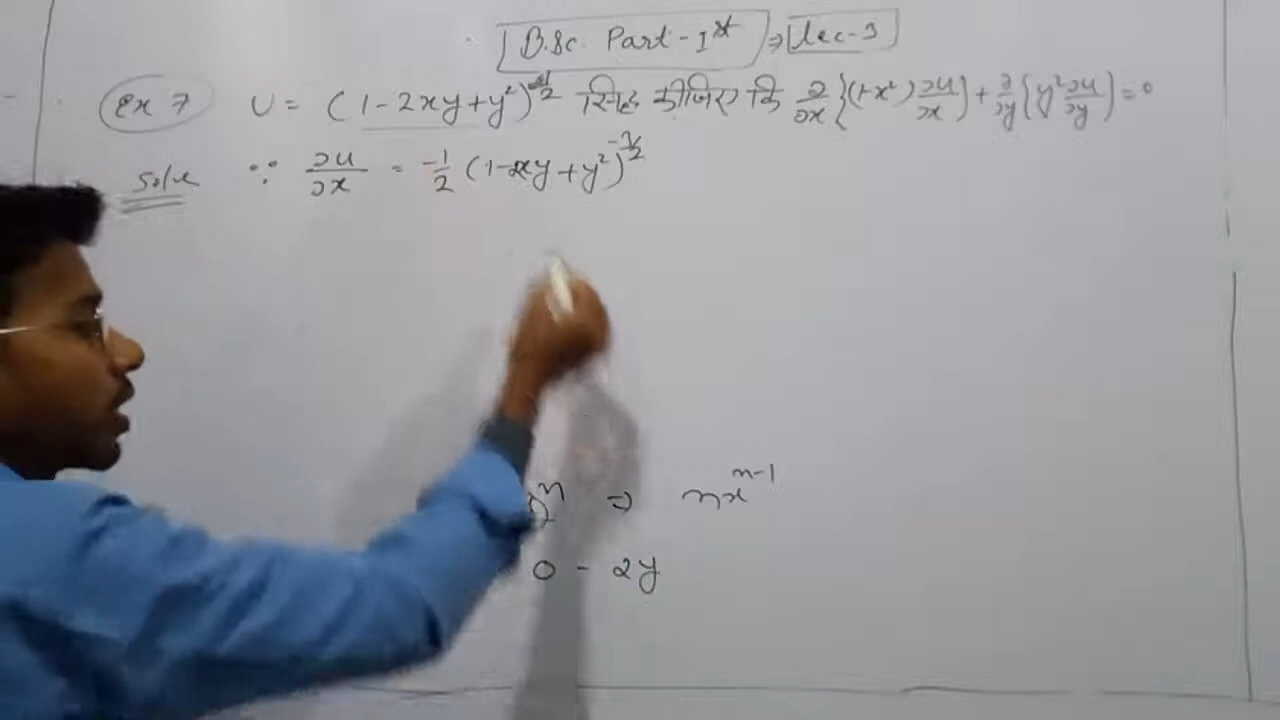 B.Sc. Part - Ist ⇒ Lec-3
Ex 7 U = (1-2xy+y²)^-1/2 सिद्ध कीजिए कि ∂/∂x {(1-x²) ∂u/∂x} + ∂/∂y {y² ∂u/∂y} = 0
Solve ∵ ∂u/∂x = -1/2 (1-2xy+y²)^-3/2
)^n ⇒ nx^n-1
0 - 2y